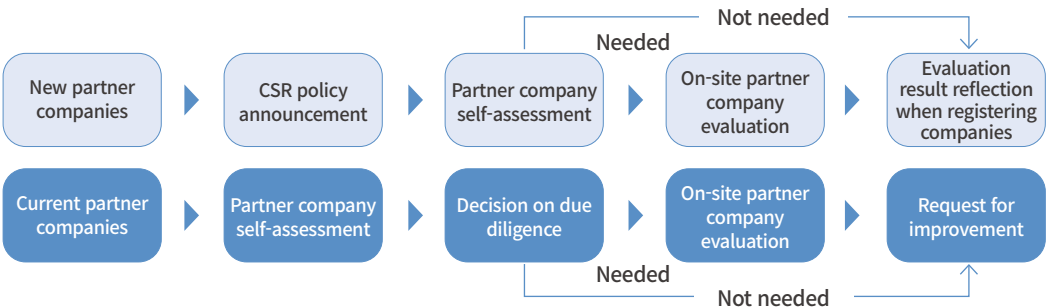 Not needed
Needed
New partner
companies
CSR policy
announcement
Partner company
self-assessment
On-site partner
company
evaluation
Evaluation
result reflection
when registering
companies
Current partner
companies
Partner company
self-assessment
Decision on due
diligence
On-site partner
company
evaluation
Request for
improvement
Needed
Not needed